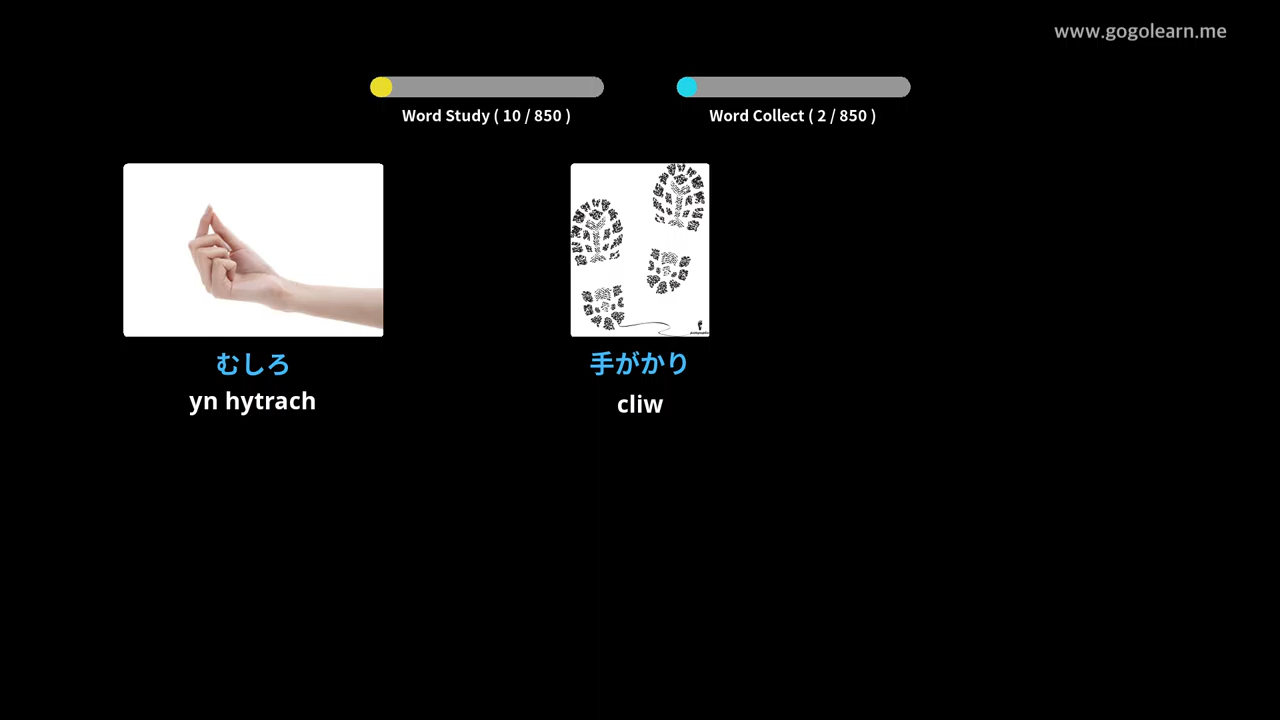 www.gogolearn.me
Word Study ( 10 / 850 )
Word Collect ( 2 / 850 )
むしろ
yn hytrach
手がかり
cliw